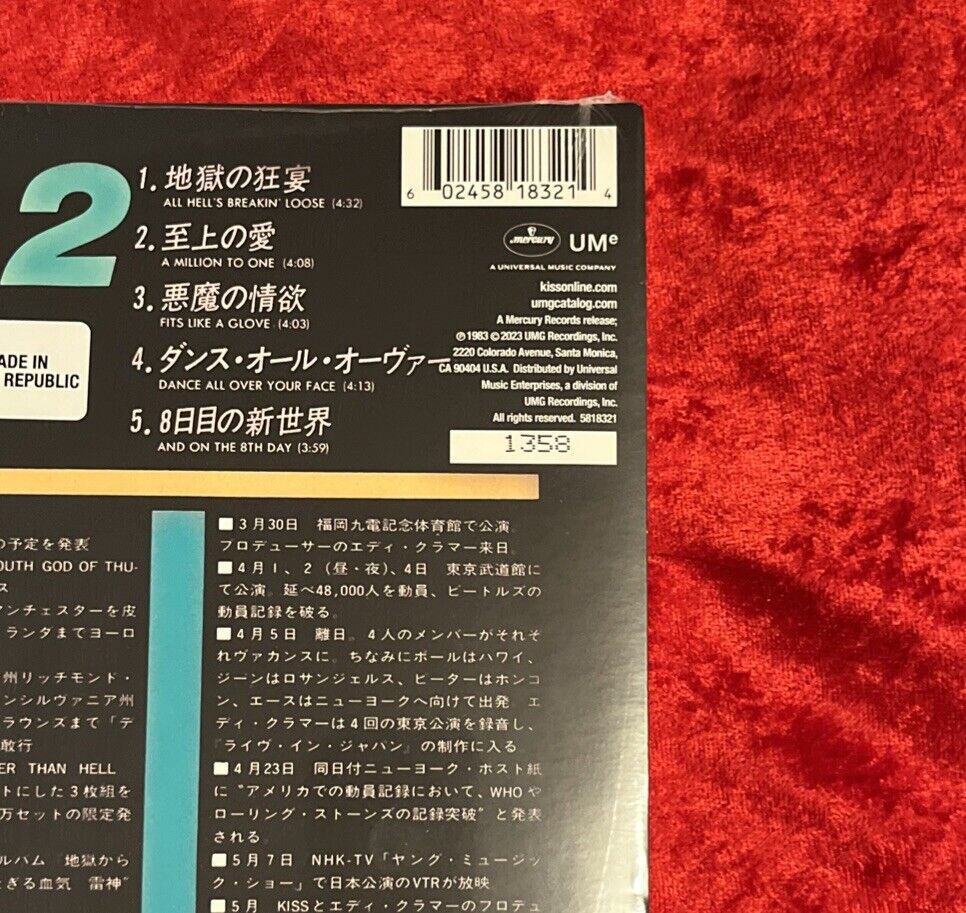 2
1. 地獄の狂宴
ALL HELL'S BREAKIN' LOOSE (4:32)
2. 至上の愛
A MILLION TO ONE (4:08)
3. 悪魔の情欲
FITS LIKE A GLOVE (4:03)
4. ダンス・オール・オーヴァー
DANCE ALL OVER YOUR FACE (4:13)
5. 8日目の新世界
AND ON THE 8TH DAY (3:59)
6 02458 18321 4
mercury UMe
A UNIVERSAL MUSIC COMPANY
kissonline.com
umgcatalog.com
A Mercury Records release;
℗ 1983 © 2023 UMG Recordings, Inc.
2220 Colorado Avenue, Santa Monica,
CA 90404 U.S.A. Distributed by Universal
Music Enterprises, a division of
UMG Recordings, Inc.
All rights reserved. 5818321
1358
ADE IN
REPUBLIC
の予定を発表
OUTH GOD OF THU-
ス
アンチェスターを皮
ランダまでヨーロ
州リッチモンド・
ンシルヴァニア州
ラウンズまで「デ
敢行
ER THAN HELL
トにした3枚組を
万セットの限定発
ルバム 地獄から
ぎる血気 雷神”
■3月30日 福岡九電記念体育館で公演。
プロデューサーのエディ・クラマー来日。
■4月1、2(昼・夜)、4日 東京武道館に
て公演。延べ48,000人を動員、ビートルズの
動員記録を破る。
■4月5日 離日。4人のメンバーがそれぞ
れヴァカンスに。ちなみにポールはハワイ、
ジーンはロサンジェルス、ピーターはホンコ
ン、エースはニューヨークへ向けて出発。エ
ディ・クラマーは4回の東京公演を録音し、
『ライヴ・イン・ジャパン』の制作に入る
■4月23日 同日付ニューヨーク・ポスト紙
に“アメリカでの動員記録において、WHOや
ローリング・ストーンズの記録突破”と発表
される。
■5月7日 NHK-TV「ヤング・ミュージッ
ク・ショー」で日本公演のVTRが放映
■5月 KISSとエディ・クラマーのプロデュ